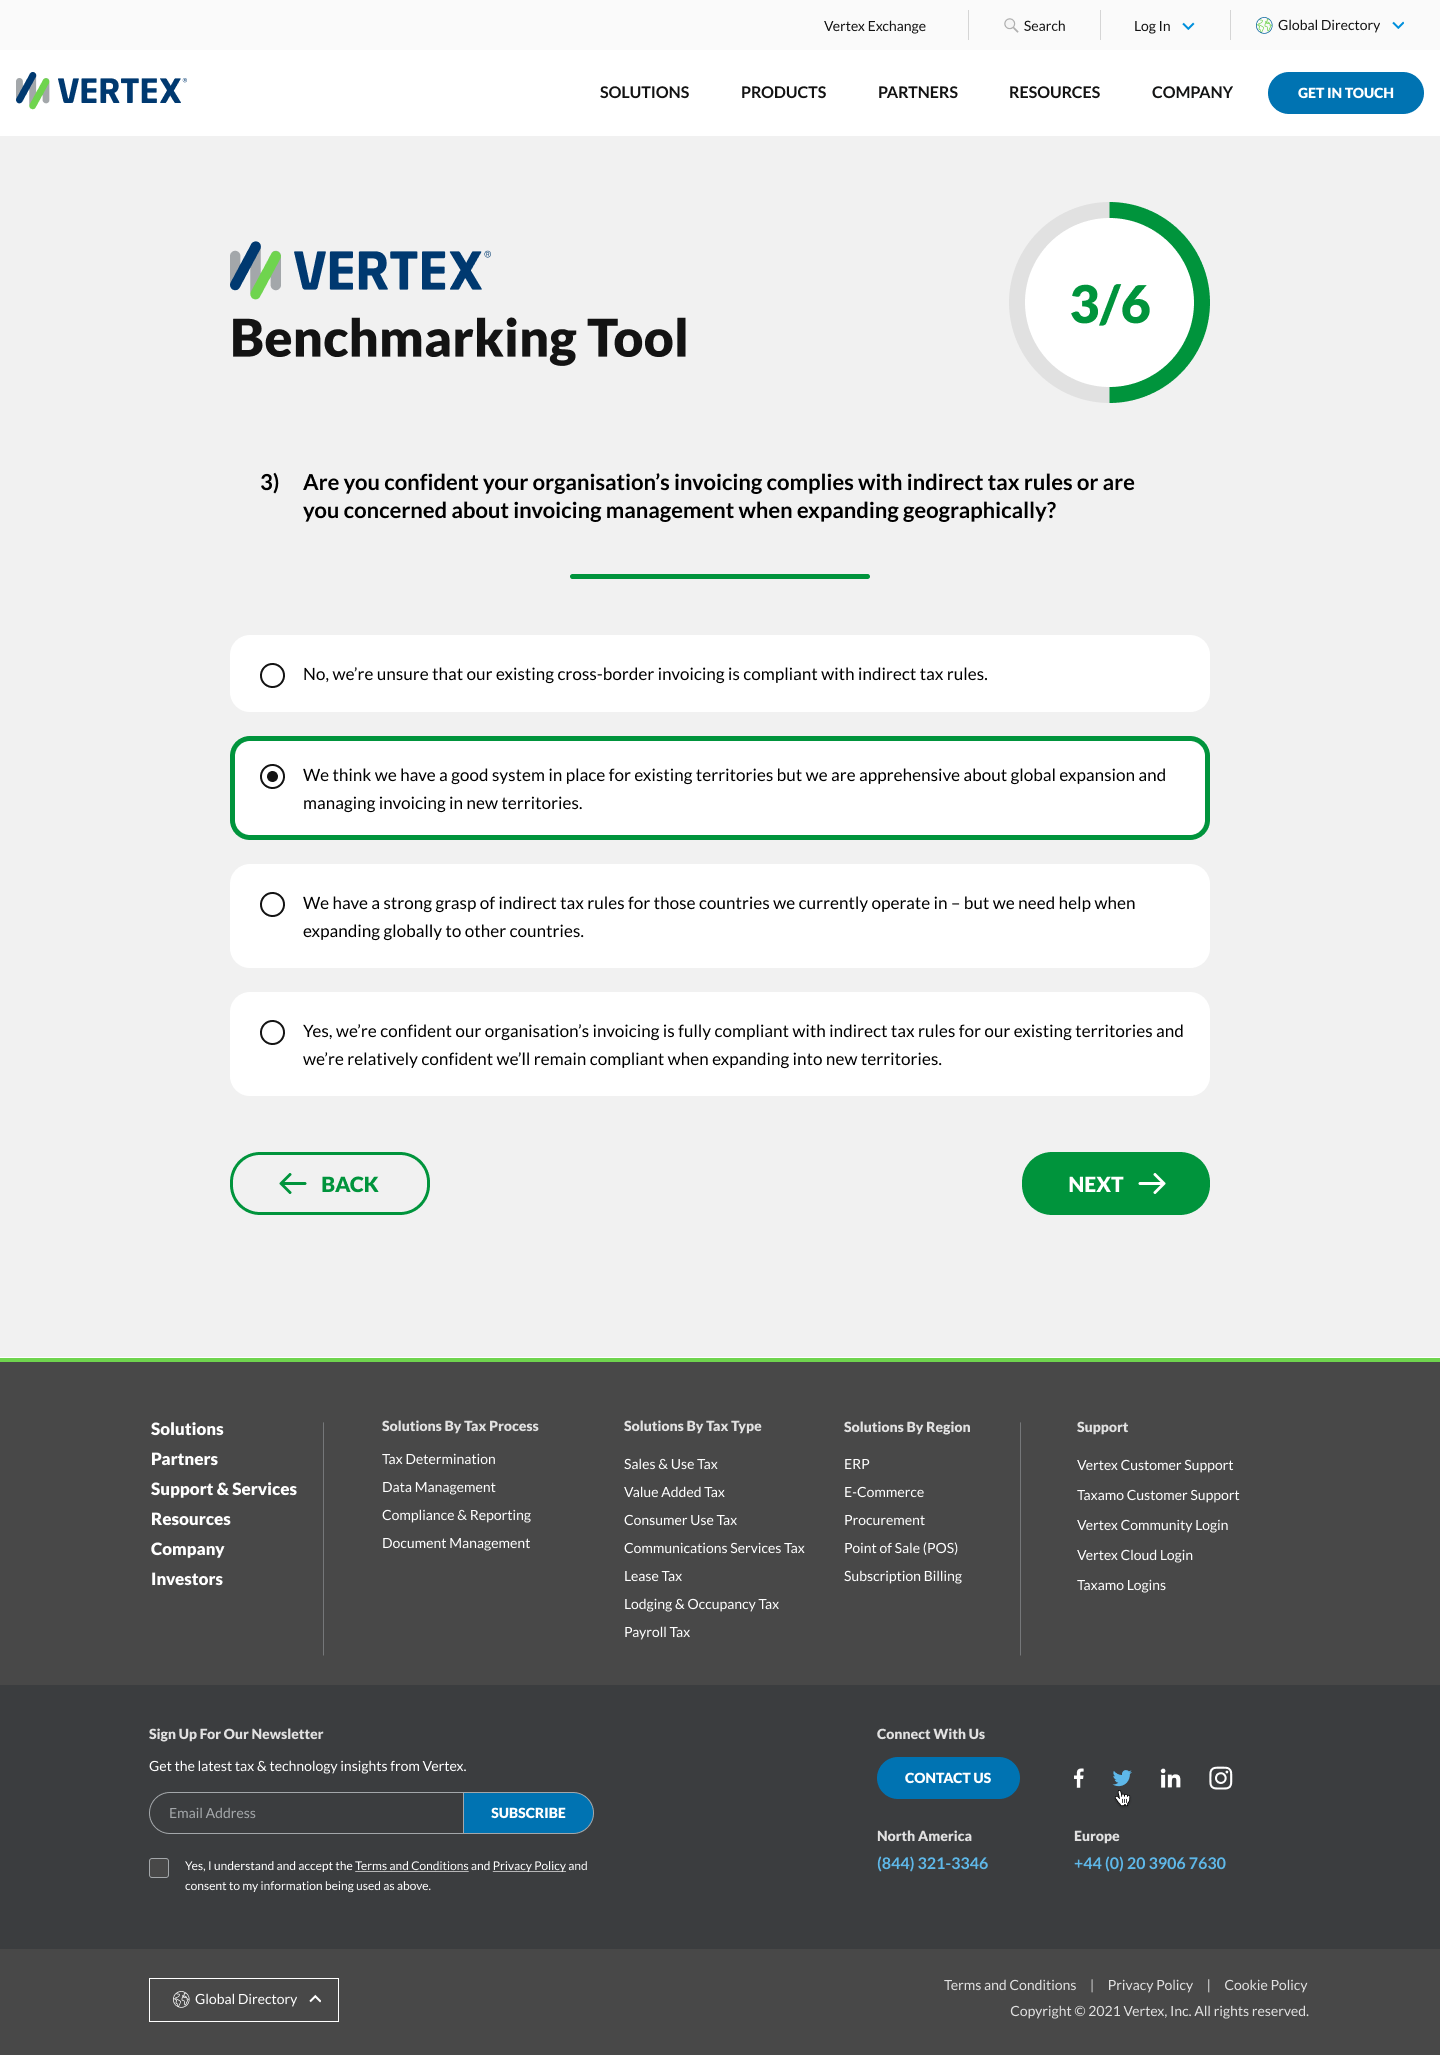 Vertex Exchange
Search
Log In
Global Directory
VERTEX®
SOLUTIONS
PRODUCTS
PARTNERS
RESOURCES
COMPANY
GET IN TOUCH
VERTEX®
Benchmarking Tool
3/6
3) Are you confident your organisation’s invoicing complies with indirect tax rules or are
you concerned about invoicing management when expanding geographically?
No, we’re unsure that our existing cross-border invoicing is compliant with indirect tax rules.
We think we have a good system in place for existing territories but we are apprehensive about global expansion and
managing invoicing in new territories.
We have a strong grasp of indirect tax rules for those countries we currently operate in – but we need help when
expanding globally to other countries.
Yes, we’re confident our organisation’s invoicing is fully compliant with indirect tax rules for our existing territories and
we’re relatively confident we’ll remain compliant when expanding into new territories.
BACK
NEXT
Solutions
Partners
Support & Services
Resources
Company
Investors
Solutions By Tax Process
Tax Determination
Data Management
Compliance & Reporting
Document Management
Solutions By Tax Type
Sales & Use Tax
Value Added Tax
Consumer Use Tax
Communications Services Tax
Lease Tax
Lodging & Occupancy Tax
Payroll Tax
Solutions By Region
ERP
E-Commerce
Procurement
Point of Sale (POS)
Subscription Billing
Support
Vertex Customer Support
Taxamo Customer Support
Vertex Community Login
Vertex Cloud Login
Taxamo Logins
Sign Up For Our Newsletter
Get the latest tax & technology insights from Vertex.
Email Address
SUBSCRIBE
Yes, I understand and accept the Terms and Conditions and Privacy Policy and
consent to my information being used as above.
Connect With Us
CONTACT US
North America
(844) 321-3346
Europe
+44 (0) 20 3906 7630
Global Directory
Terms and Conditions | Privacy Policy | Cookie Policy
Copyright © 2021 Vertex, Inc. All rights reserved.